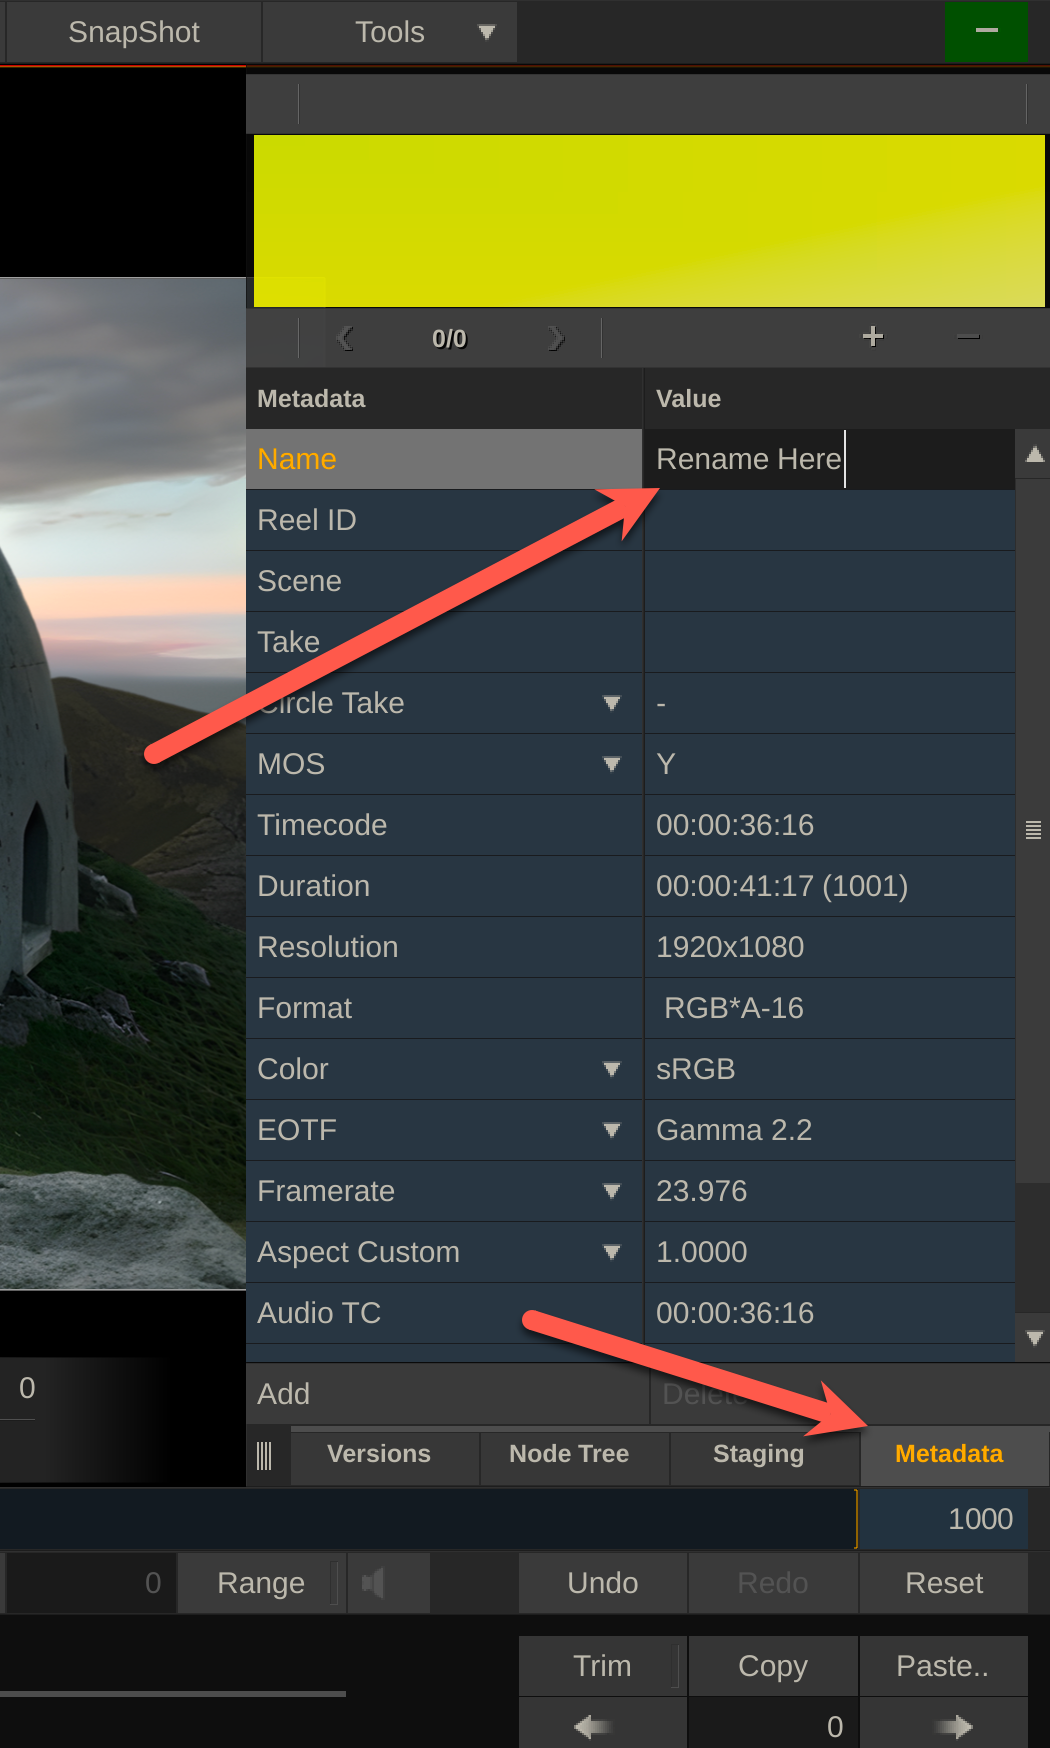 SnapShot Tools
0/0
Metadata Value
Name Rename Here
Reel ID
Scene
Take
Circle Take -
MOS Y
Timecode 00:00:36:16
Duration 00:00:41:17 (1001)
Resolution 1920x1080
Format RGB*A-16
Color sRGB
EOTF Gamma 2.2
Framerate 23.976
Aspect Custom 1.0000
Audio TC 00:00:36:16
0
Add Delete
Versions Node Tree Staging Metadata
1000
0 Range Undo Redo Reset
Trim Copy Paste..
0